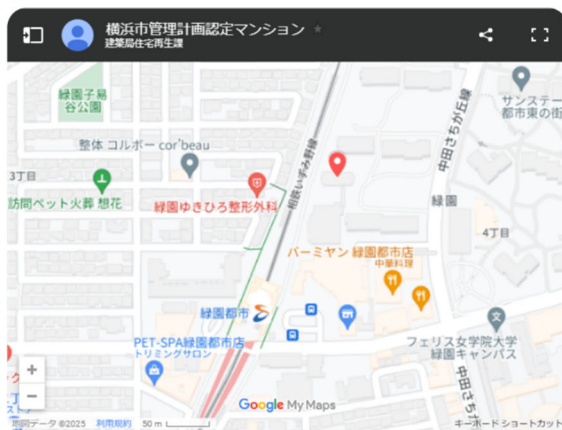 横浜市管理計画認定マンション
建築局住宅再生課
緑園子易
谷公園
サンステー
都市東の街
中田さちが丘線
整体 コルボー cor'beau
相鉄いずみ野線
3丁目
訪問ペット火葬 想花
緑園ゆきひろ整形外科
緑園
4丁目
バーミヤン 緑園都市店
中華料理
緑園都市
PET-SPA緑園都市店
トリミングサロン
フェリス女学院大学
緑園キャンパス
中田さち
Google My Maps
地図データ ©2025
利用規約
50 m
キーボード ショートカット